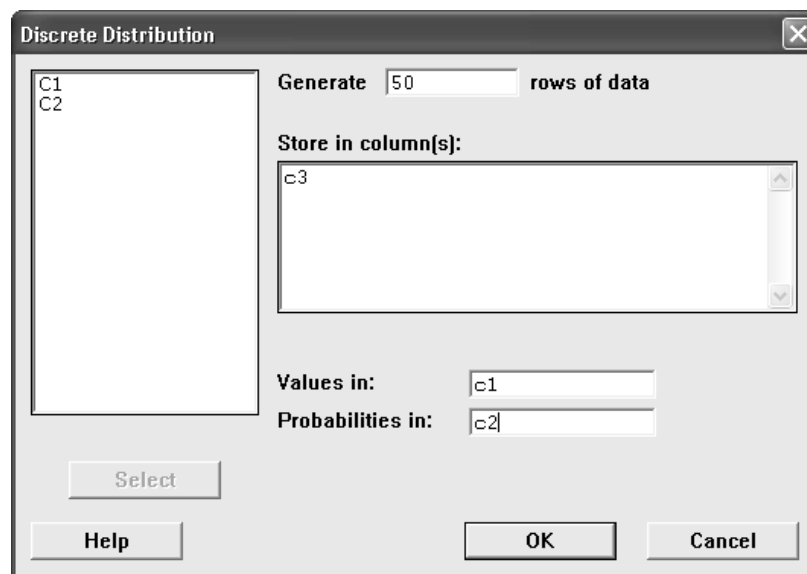 Discrete Distribution
C1
C2
Generate 50 rows of data
Store in column(s):
c3
Values in: c1
Probabilities in: c2
Select
Help
OK
Cancel